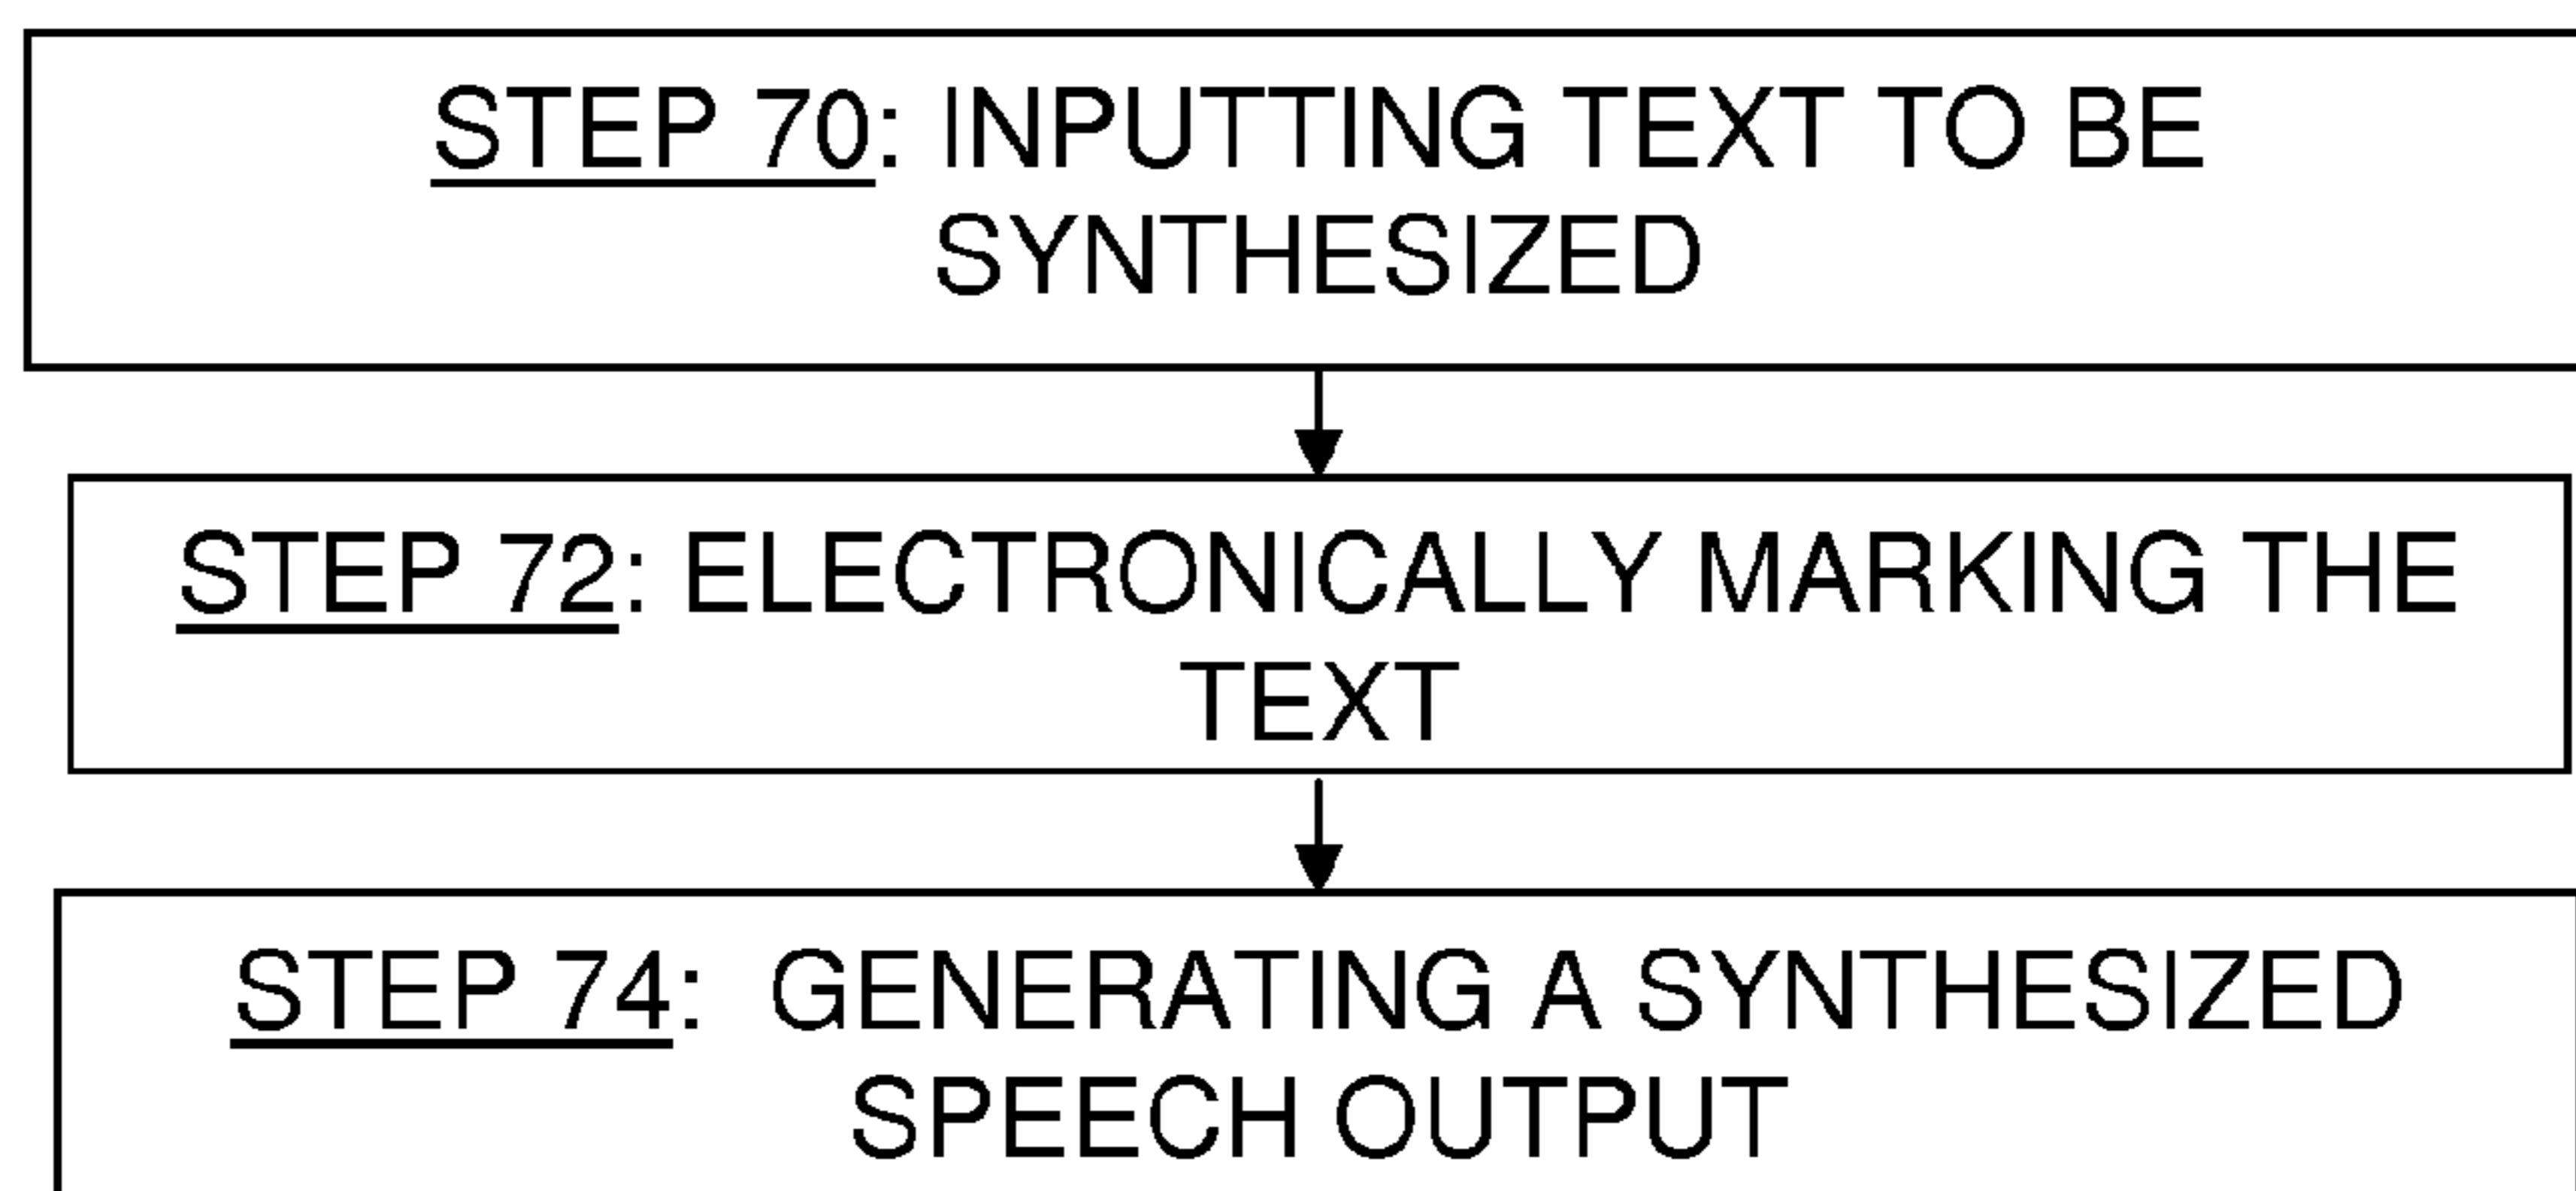 STEP 70: INPUTTING TEXT TO BE
SYNTHESIZED
STEP 72: ELECTRONICALLY MARKING THE
TEXT
STEP 74: GENERATING A SYNTHESIZED
SPEECH OUTPUT